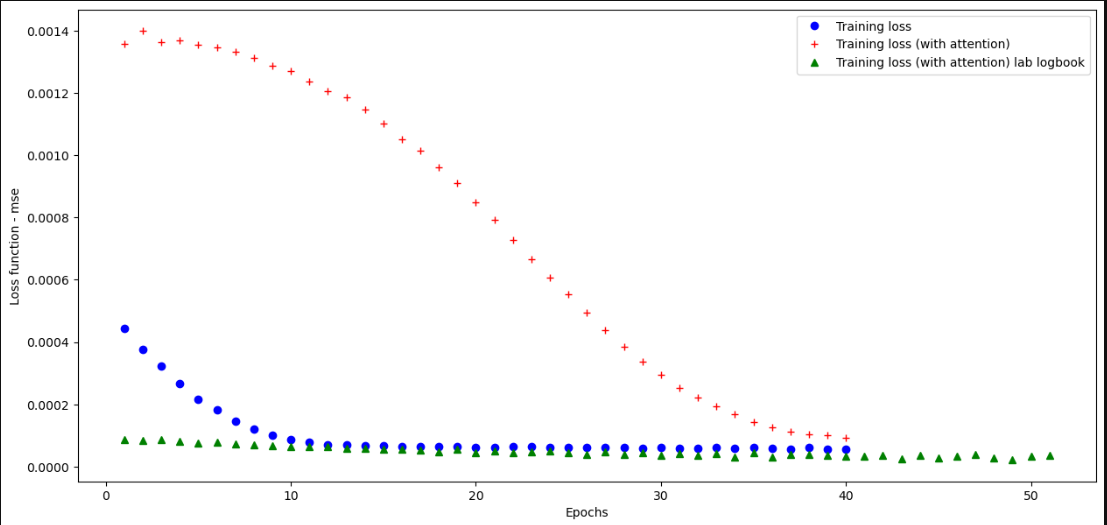 Training loss
Training loss (with attention)
Training loss (with attention) lab logbook
0.0014
0.0012
0.0010
0.0008
0.0006
0.0004
0.0002
0.0000
Loss function - mse
0 10 20 30 40 50
Epochs